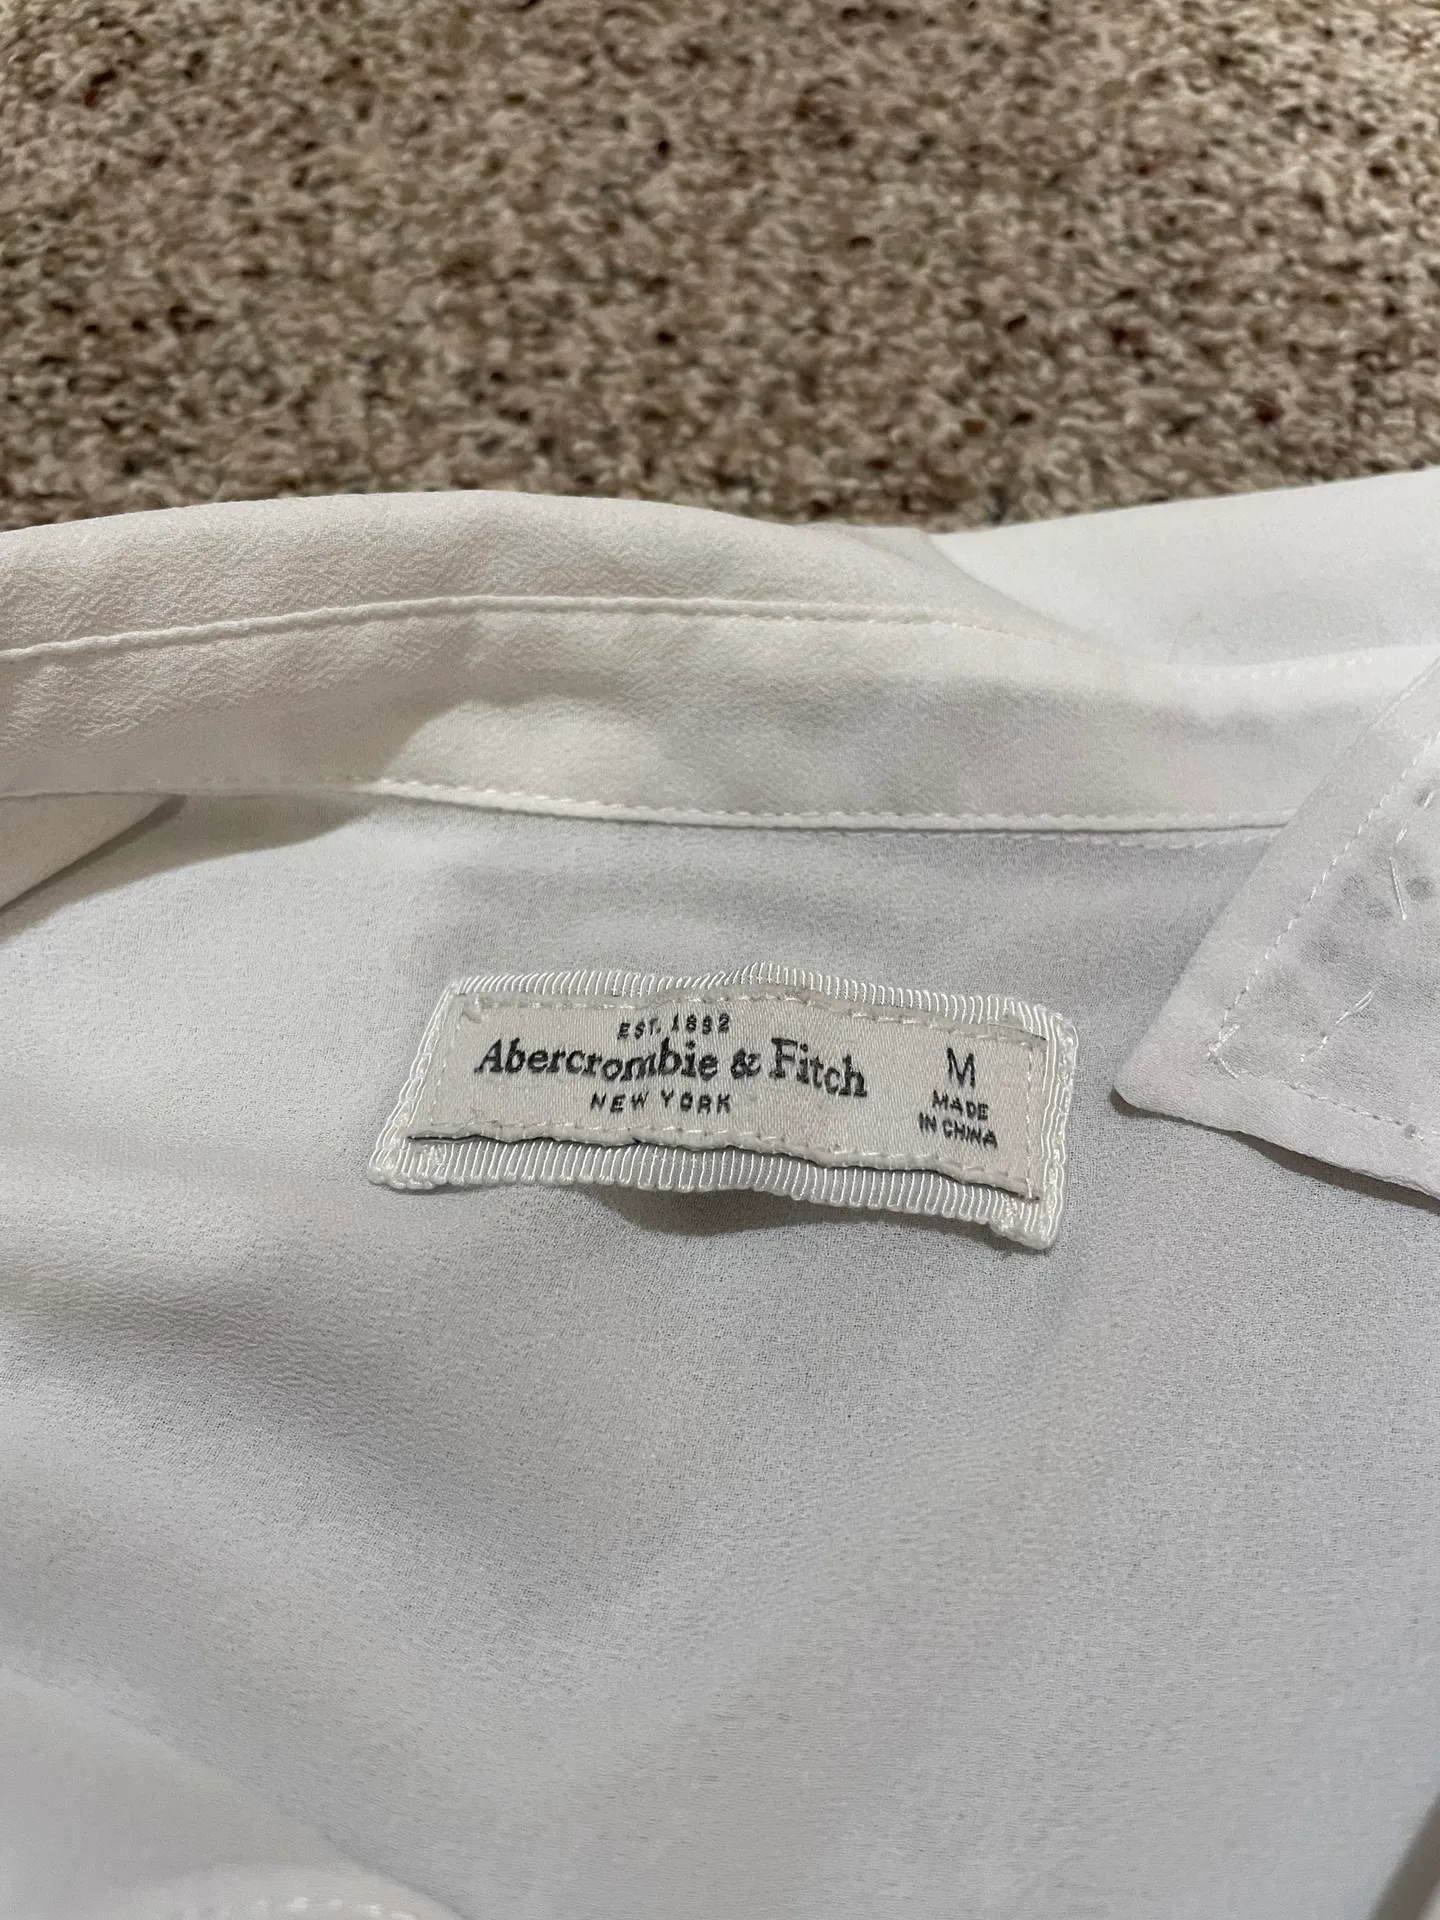 EST. 1892
Abercrombie & Fitch
NEW YORK
M
MADE
IN CHINA